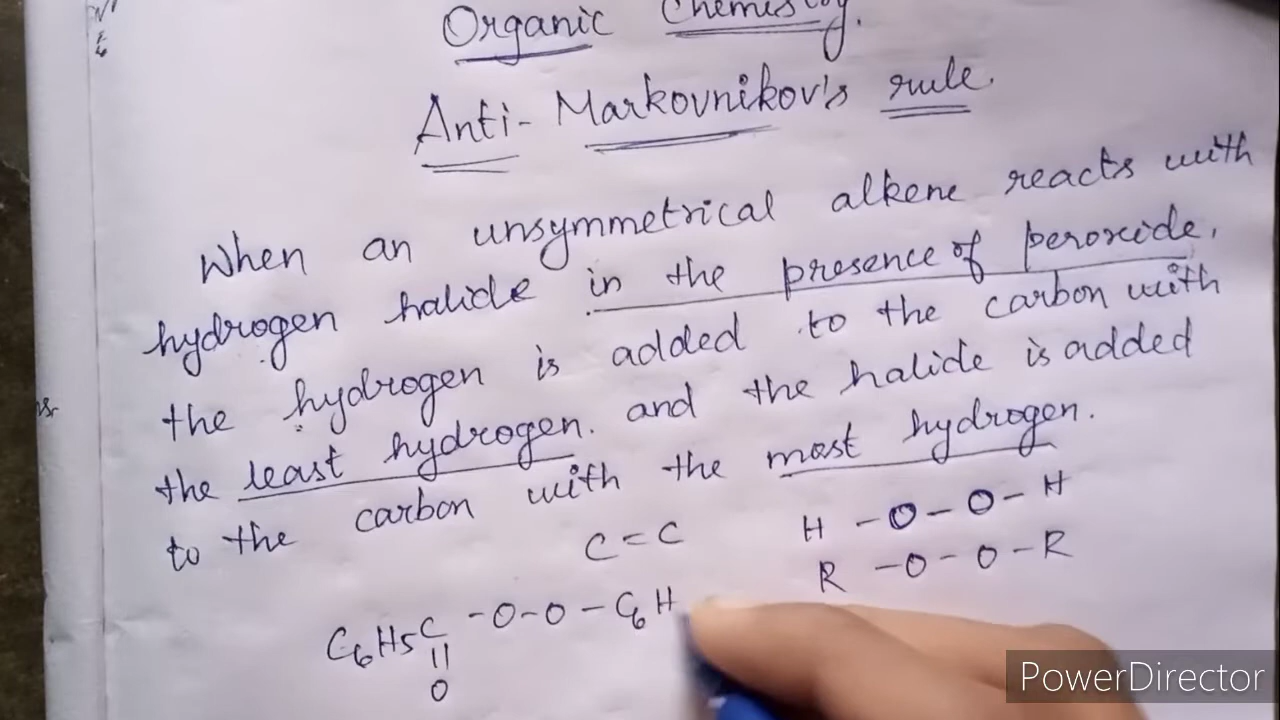 Organic Chemistry.
Anti-Markovnikov's rule.
When an unsymmetrical alkene reacts with
hydrogen halide in the presence of peroxide,
the hydrogen is added to the carbon with
the least hydrogen. and the halide is added
to the carbon with the most hydrogen.
C=C
H-O-O-H
R-O-O-R
C6H5C-O-O-C6H
||
O
PowerDirector